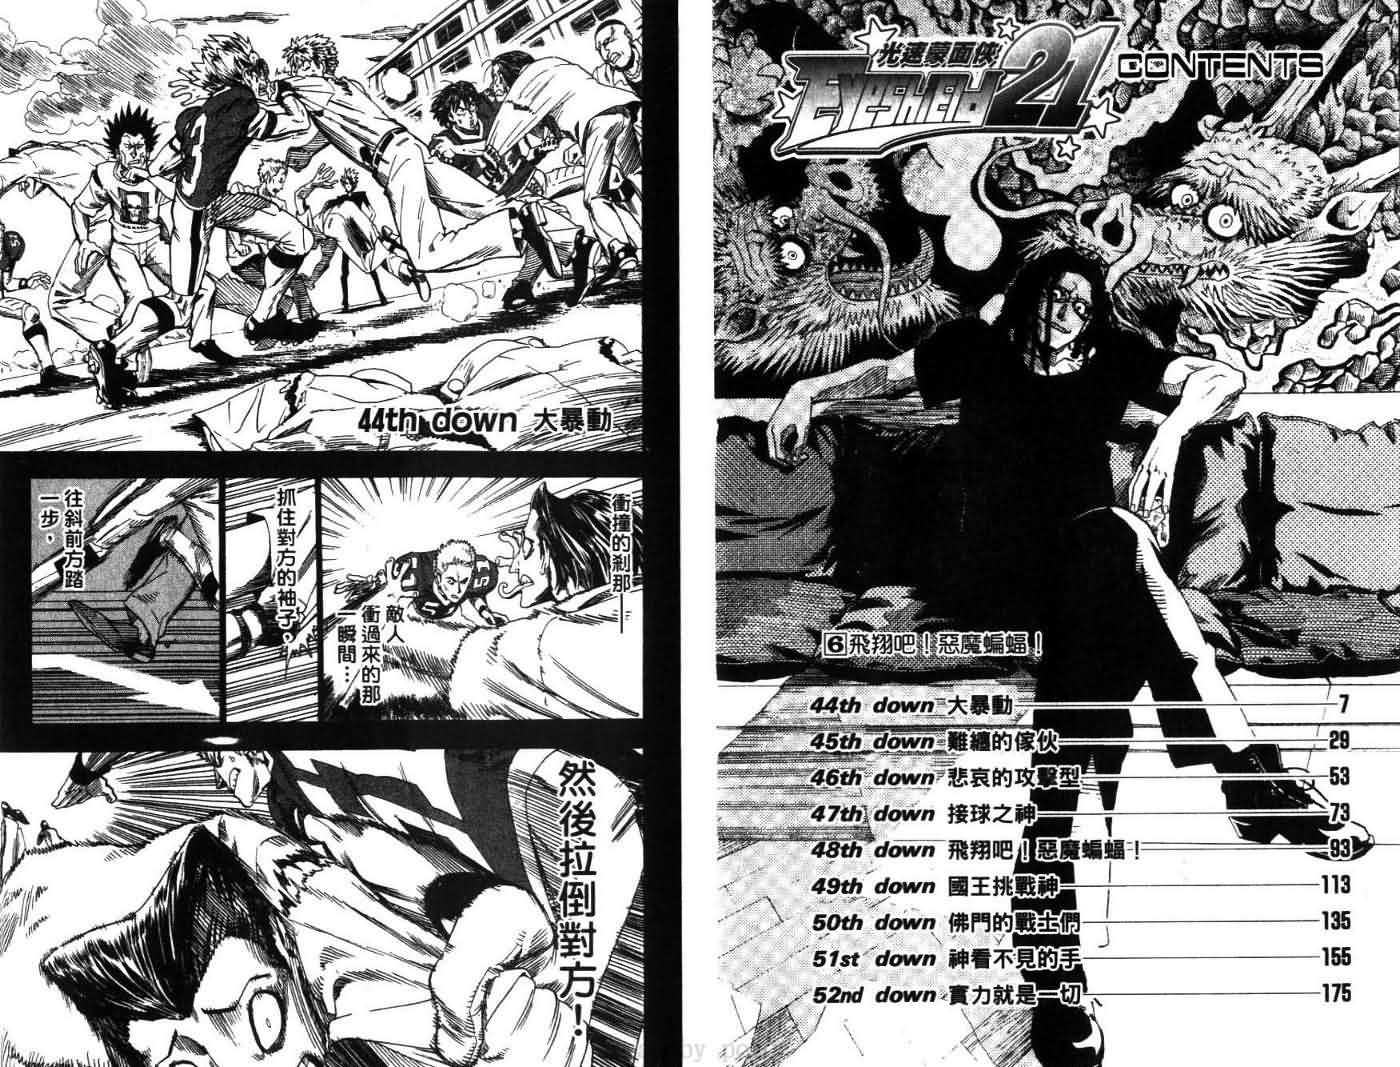 光速蒙面俠
EYESHIELD 21
CONTENTS
6 飛翔吧！惡魔蝙蝠！
44th down 大暴動 7
45th down 難纏的傢伙 29
46th down 悲哀的攻擊型 53
47th down 接球之神 73
48th down 飛翔吧！惡魔蝙蝠！ 93
49th down 國王挑戰神 113
50th down 佛門的戰士們 135
51st down 神看不見的手 155
52nd down 實力就是一切 175
44th down 大暴動
衝撞的剎那——
敵人
衝過來的那
一瞬間…
抓住對方的袖子，
往斜前方踏
一步，
然後拉倒對方！